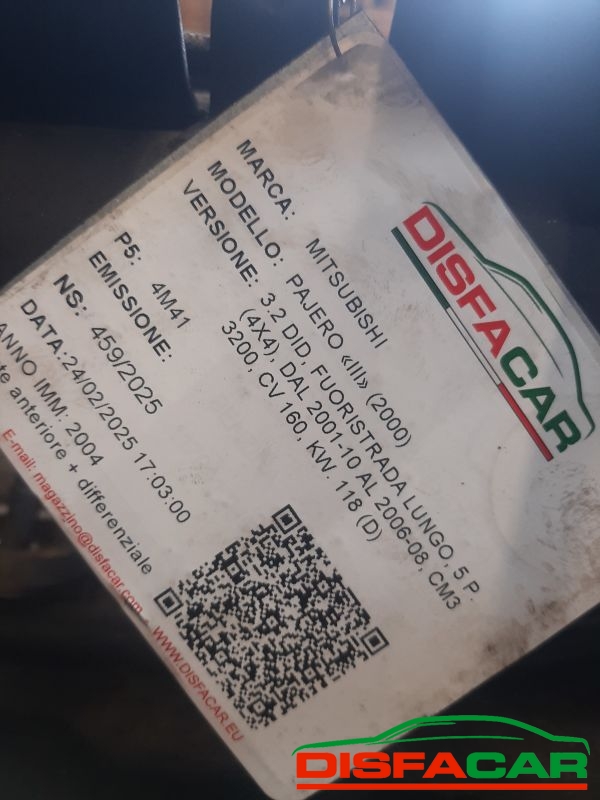 DISFACAR
MARCA: MITSUBISHI
MODELLO: PAJERO «III» (2000)
VERSIONE: 3.2 DID, FUORISTRADA LUNGO, 5 P.
(4X4), DAL 2001-10 AL 2006-08, CM3
3200, CV 160, KW. 118 (D)
P5: 4M41
EMISSIONE:
NS: 459/2025
DATA:24/02/2025 17:03:00
ANNO IMM: 2004
anteriore + differenziale
E-mail: magazzino@disfacar.com - WWW.DISFACAR.EU
DISFACAR